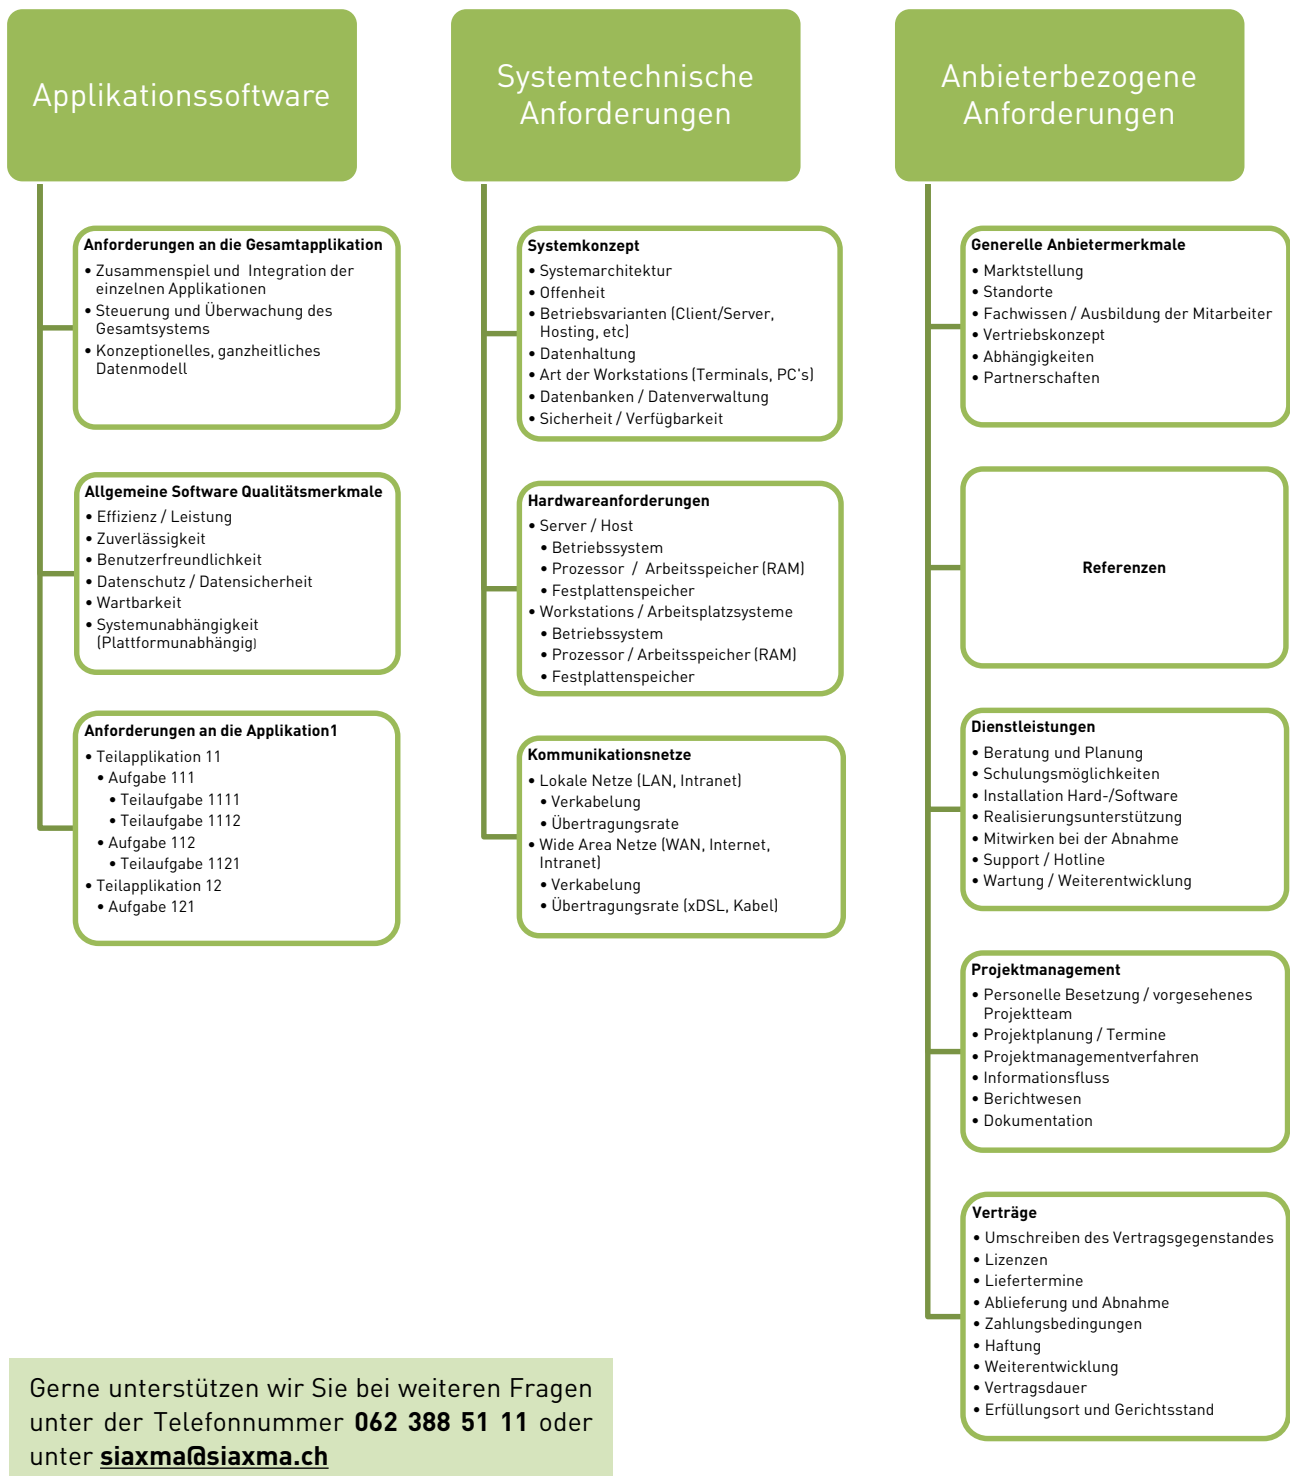 Applikationssoftware
Anforderungen an die Gesamtapplikation
• Zusammenspiel und Integration der
einzelnen Applikationen
• Steuerung und Überwachung des
Gesamtsystems
• Konzeptionelles, ganzheitliches
Datenmodell
Allgemeine Software Qualitätsmerkmale
• Effizienz / Leistung
• Zuverlässigkeit
• Benutzerfreundlichkeit
• Datenschutz / Datensicherheit
• Wartbarkeit
• Systemunabhängigkeit
(Plattformunabhängig)
Anforderungen an die Applikation1
• Teilapplikation 11
• Aufgabe 111
• Teilaufgabe 1111
• Teilaufgabe 1112
• Aufgabe 112
• Teilaufgabe 1121
• Teilapplikation 12
• Aufgabe 121
Systemtechnische
Anforderungen
Systemkonzept
• Systemarchitektur
• Offenheit
• Betriebsvarianten (Client/Server,
Hosting, etc)
• Datenhaltung
• Art der Workstations (Terminals, PC's)
• Datenbanken / Datenverwaltung
• Sicherheit / Verfügbarkeit
Hardwareanforderungen
• Server / Host
• Betriebssystem
• Prozessor / Arbeitsspeicher (RAM)
• Festplattenspeicher
• Workstations / Arbeitsplatzsysteme
• Betriebssystem
• Prozessor / Arbeitsspeicher (RAM)
• Festplattenspeicher
Kommunikationsnetze
• Lokale Netze (LAN, Intranet)
• Verkabelung
• Übertragungsrate
• Wide Area Netze (WAN, Internet,
Intranet)
• Verkabelung
• Übertragungsrate (xDSL, Kabel)
Anbieterbezogene
Anforderungen
Generelle Anbietermerkmale
• Marktstellung
• Standorte
• Fachwissen / Ausbildung der Mitarbeiter
• Vertriebskonzept
• Abhängigkeiten
• Partnerschaften
Referenzen
Dienstleistungen
• Beratung und Planung
• Schulungsmöglichkeiten
• Installation Hard-/Software
• Realisierungsunterstützung
• Mitwirken bei der Abnahme
• Support / Hotline
• Wartung / Weiterentwicklung
Projektmanagement
• Personelle Besetzung / vorgesehenes
Projektteam
• Projektplanung / Termine
• Projektmanagementverfahren
• Informationsfluss
• Berichtwesen
• Dokumentation
Verträge
• Umschreiben des Vertragsgegenstandes
• Lizenzen
• Liefertermine
• Ablieferung und Abnahme
• Zahlungsbedingungen
• Haftung
• Weiterentwicklung
• Vertragsdauer
• Erfüllungsort und Gerichtsstand
Gerne unterstützen wir Sie bei weiteren Fragen
unter der Telefonnummer 062 388 51 11 oder
unter siaxma@siaxma.ch